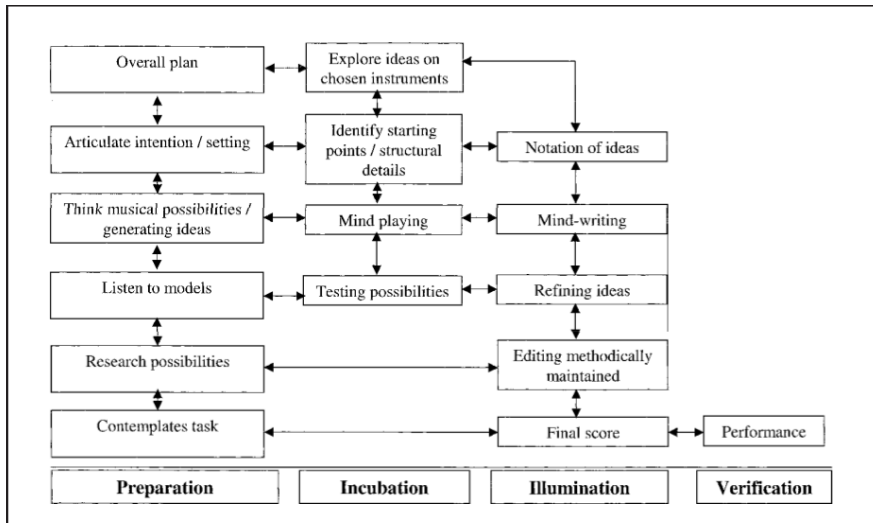 Overall plan
Explore ideas on
chosen instruments
Articulate intention / setting
Identify starting
points / structural
details
Notation of ideas
Think musical possibilities /
generating ideas
Mind playing
Mind-writing
Listen to models
Testing possibilities
Refining ideas
Research possibilities
Editing methodically
maintained
Contemplates task
Final score
Performance
Preparation
Incubation
Illumination
Verification